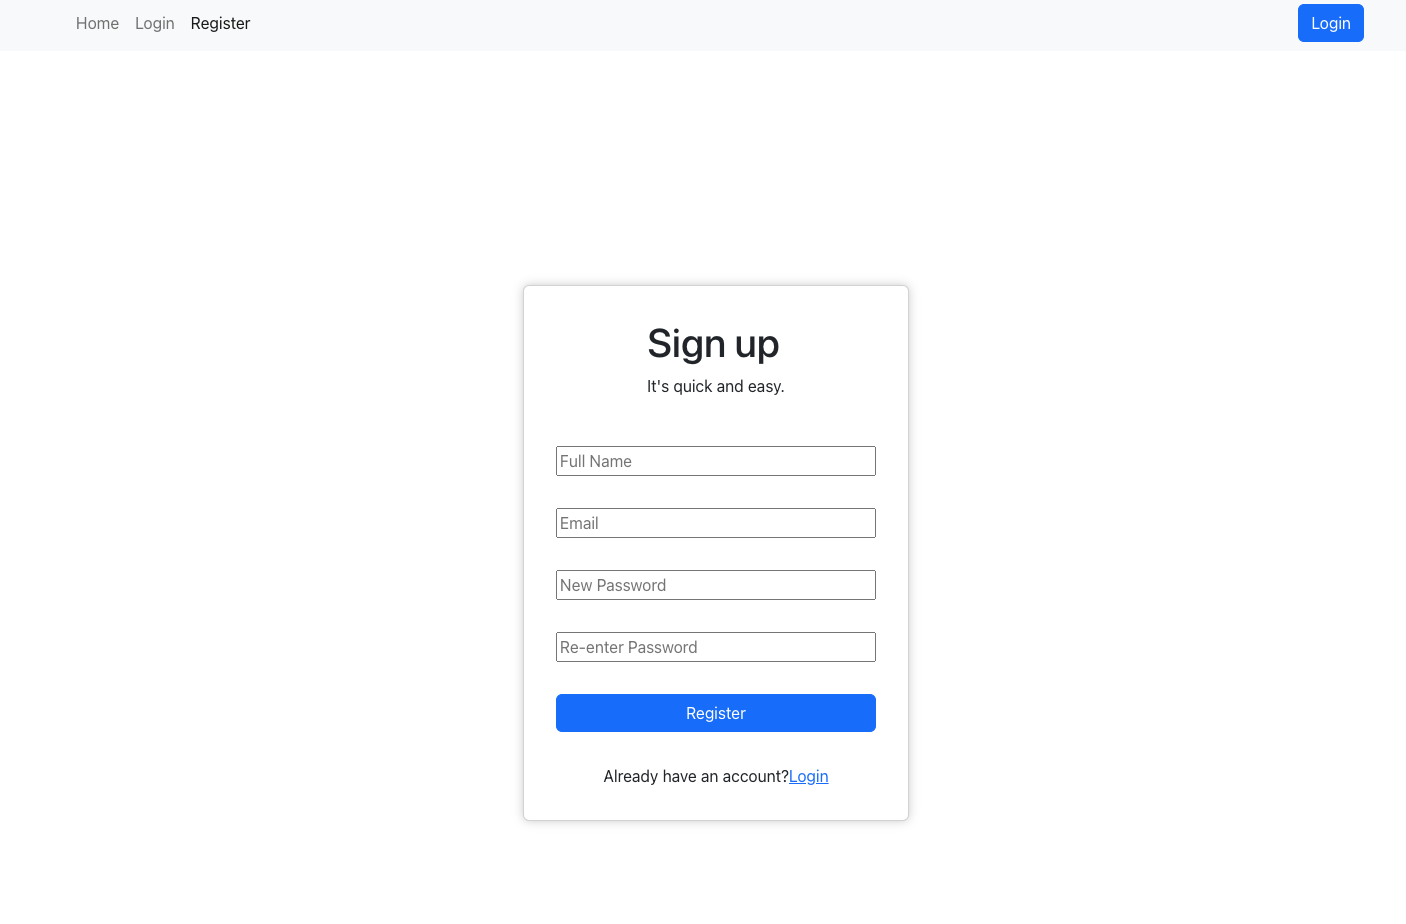 Home Login Register Login
Sign up
It's quick and easy.
Full Name
Email
New Password
Re-enter Password
Register
Already have an account?Login